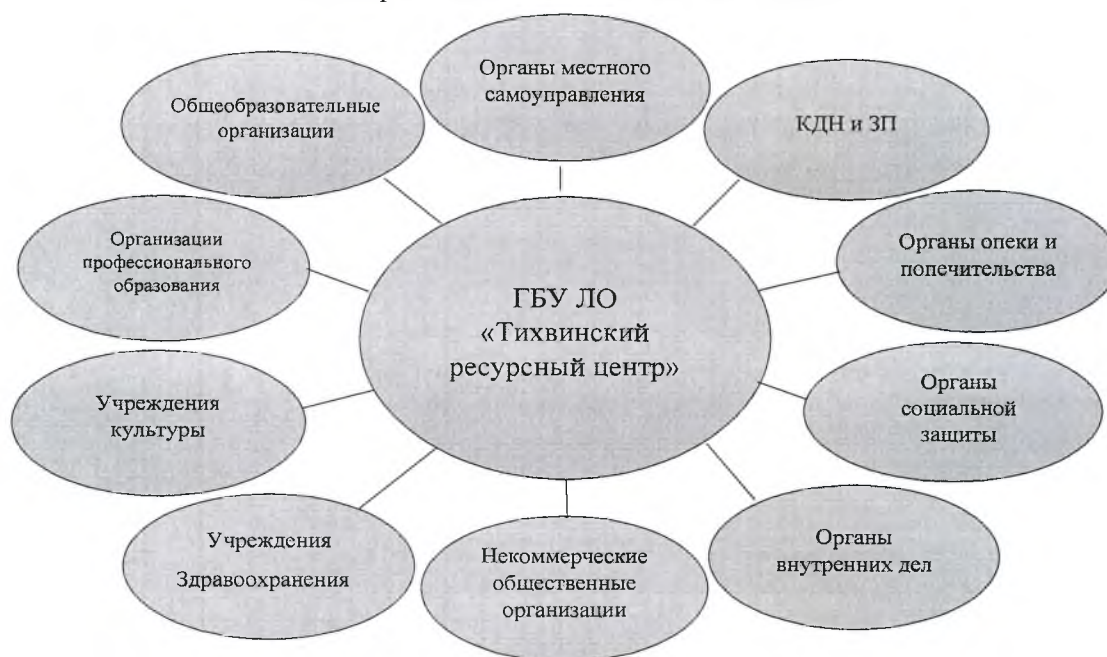 Органы местного
самоуправления
Общеобразовательные
организации
КДН и ЗП
Организации
профессионального
образования
Органы опеки и
попечительства
ГБУ ЛО
«Тихвинский
ресурсный центр»
Учреждения
культуры
Органы
социальной
защиты
Учреждения
Здравоохранения
Некоммерческие
общественные
организации
Органы
внутренних дел